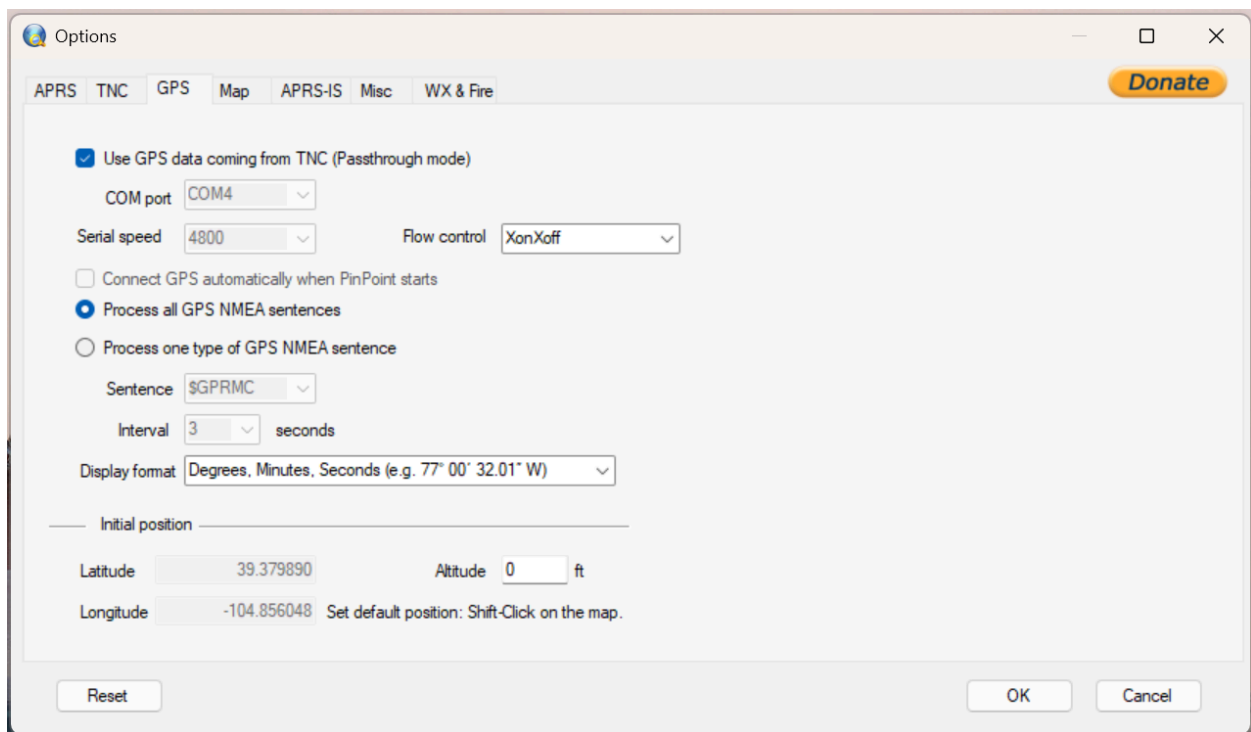 Options
APRS TNC GPS Map APRS-IS Misc WX & Fire Donate
Use GPS data coming from TNC (Passthrough mode)
COM port COM4
Serial speed 4800 Flow control XonXoff
Connect GPS automatically when PinPoint starts
Process all GPS NMEA sentences
Process one type of GPS NMEA sentence
Sentence $GPRMC
Interval 3 seconds
Display format Degrees, Minutes, Seconds (e.g. 77° 00' 32.01" W)
Initial position
Latitude 39.379890 Altitude 0 ft
Longitude -104.856048 Set default position: Shift-Click on the map.
Reset OK Cancel